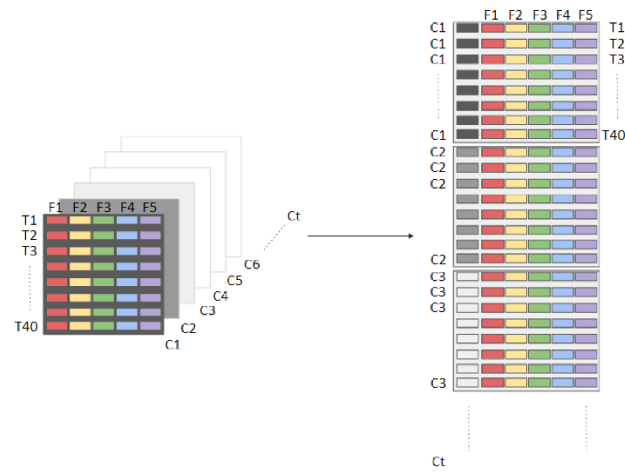 F1 F2 F3 F4 F5
C1 T1
C1 T2
C1 T3
C1 T40
C2
C2
C2
C2
C3
C3
C3
C3
Ct
F1 F2 F3 F4 F5
T1
T2
T3
T40
C1
C2
C3
C4
C5
C6
Ct